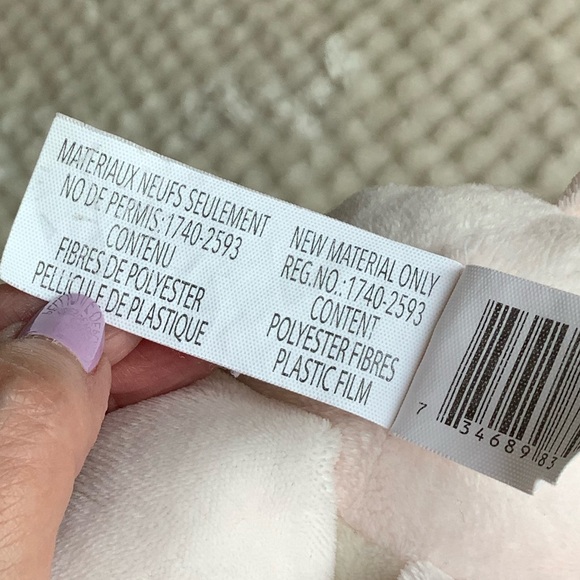 MATERIAUX NEUFS SEULEMENT
NO DE PERMIS: 1740-2593
CONTENU
FIBRES DE POLYESTER
PELLICULE DE PLASTIQUE
NEW MATERIAL ONLY
REG.NO.: 1740-2593
CONTENT
POLYESTER FIBRES
PLASTIC FILM
7 34689 83